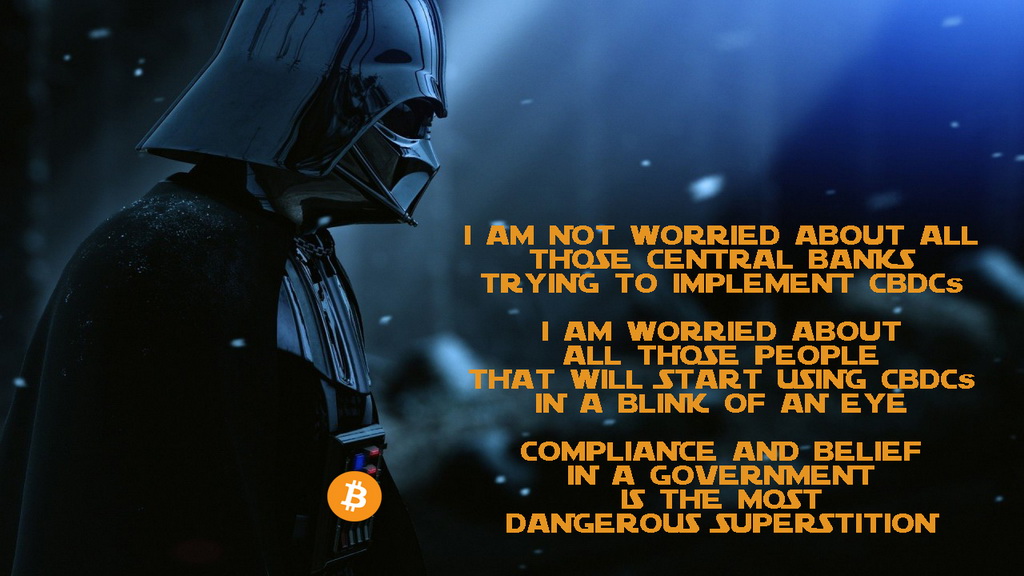 I AM NOT WORRIED ABOUT ALL
THOSE CENTRAL BANKS
TRYING TO IMPLEMENT CBDCs
I AM WORRIED ABOUT
ALL THOSE PEOPLE
THAT WILL START USING CBDCs
IN A BLINK OF AN EYE
COMPLIANCE AND BELIEF
IN A GOVERNMENT
IS THE MOST
DANGEROUS SUPERSTITION